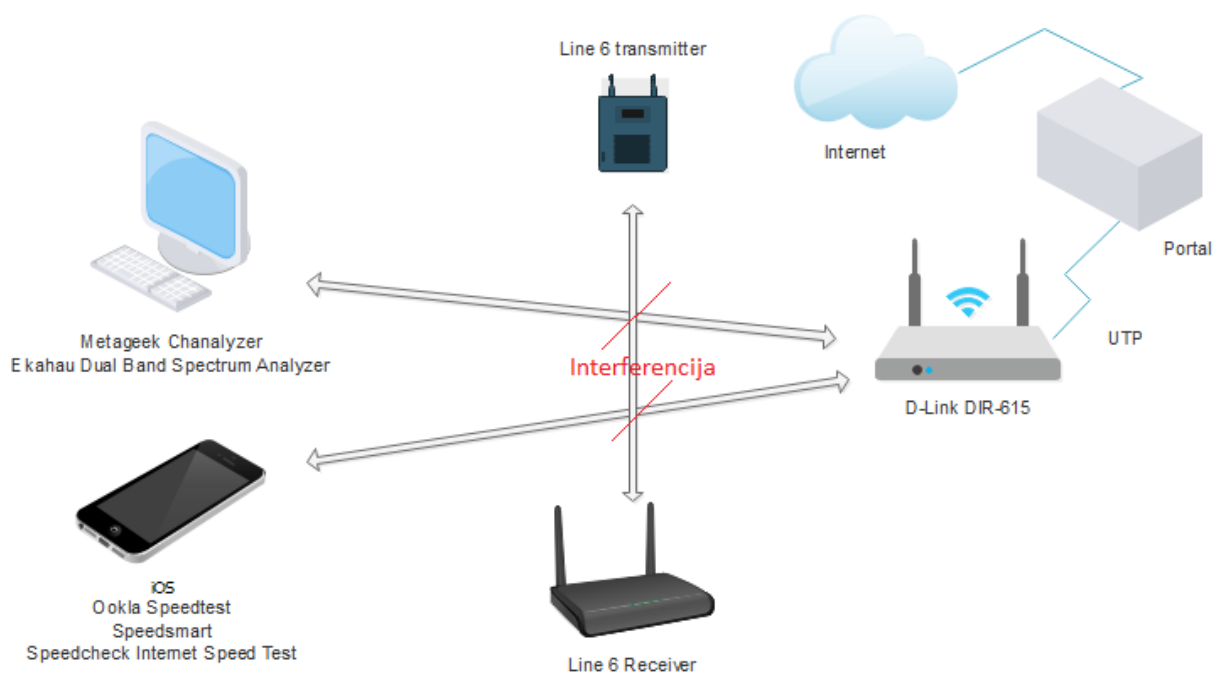 Line 6 transmitter
Internet
Portal
UTP
D-Link DIR-615
Metageek Chanalyzer
Ekahau Dual Band Spectrum Analyzer
Interferencija
iOS
Ookla Speedtest
Speedsmart
Speedcheck Internet Speed Test
Line 6 Receiver